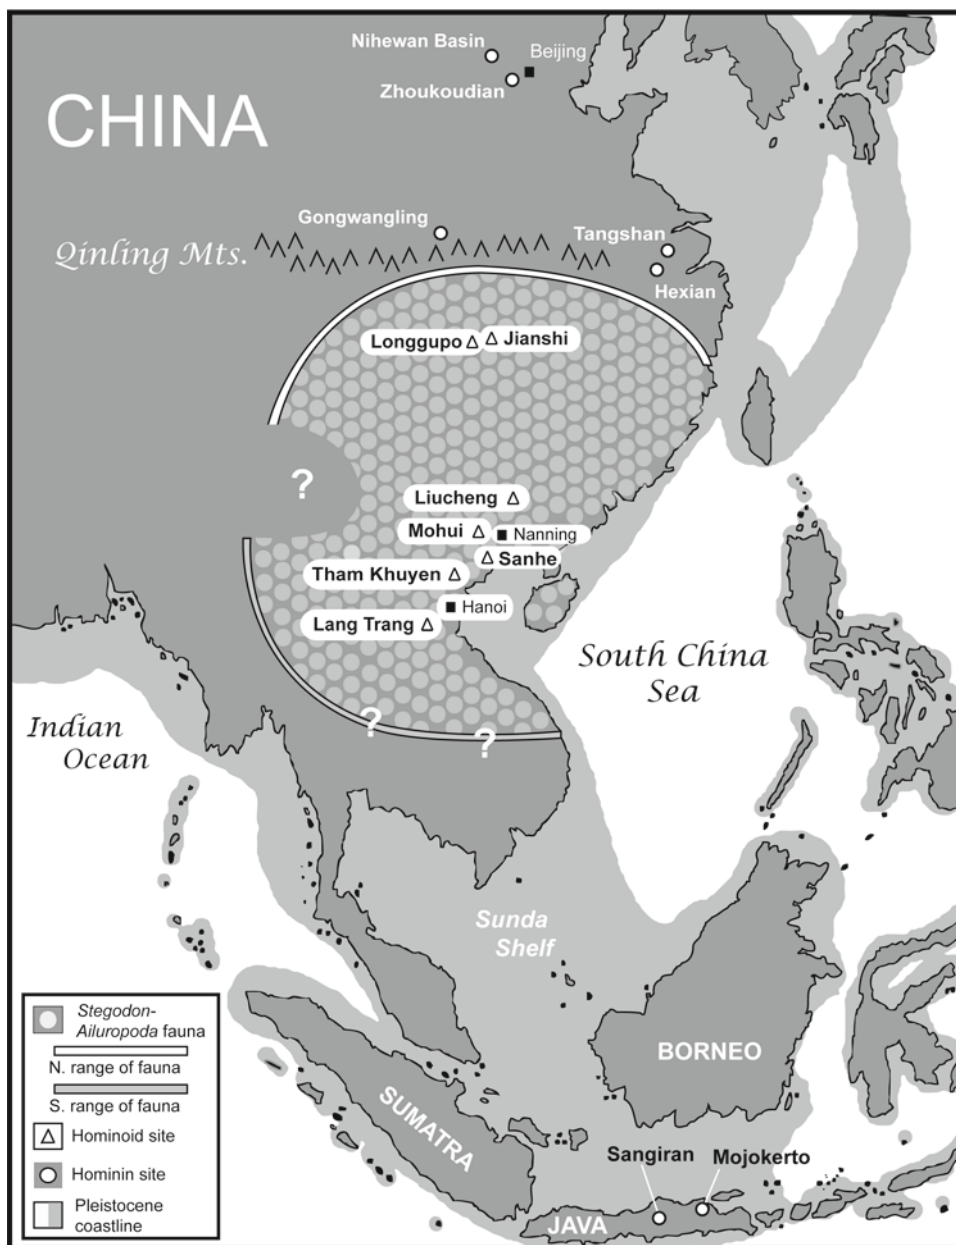 Nihewan Basin
Beijing
Zhoukoudian
CHINA
Gongwangling
Tangshan
Qinling Mts.
Hexian
Longgupo
Jianshi
?
Liucheng
Mohui
Nanning
Sanhe
Tham Khuyen
Hanoi
Lang Trang
South China
Sea
?
?
Indian
Ocean
Sunda
Shelf
BORNEO
SUMATRA
Sangiran
Mojokerto
JAVA
Stegodon-
Ailuropoda fauna
N. range of fauna
S. range of fauna
Hominoid site
Hominin site
Pleistocene
coastline